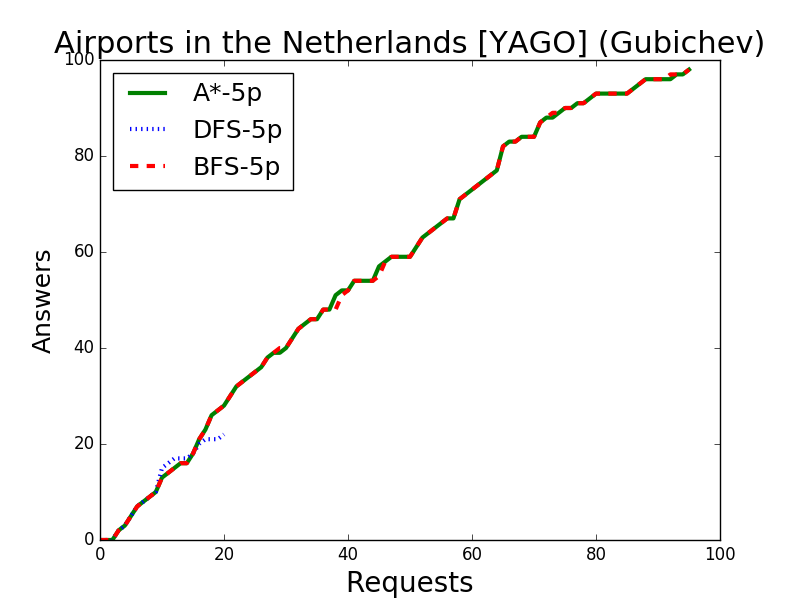 Airports in the Netherlands [YAGO] (Gubichev)
A*-5p
DFS-5p
BFS-5p
100
80
60
40
20
0
Answers
0 20 40 60 80 100
Requests